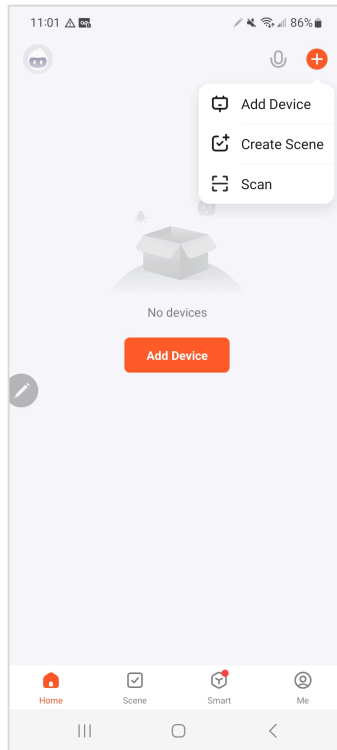 11:01 86%
Add Device
Create Scene
Scan
No devices
Add Device
Home Scene Smart Me